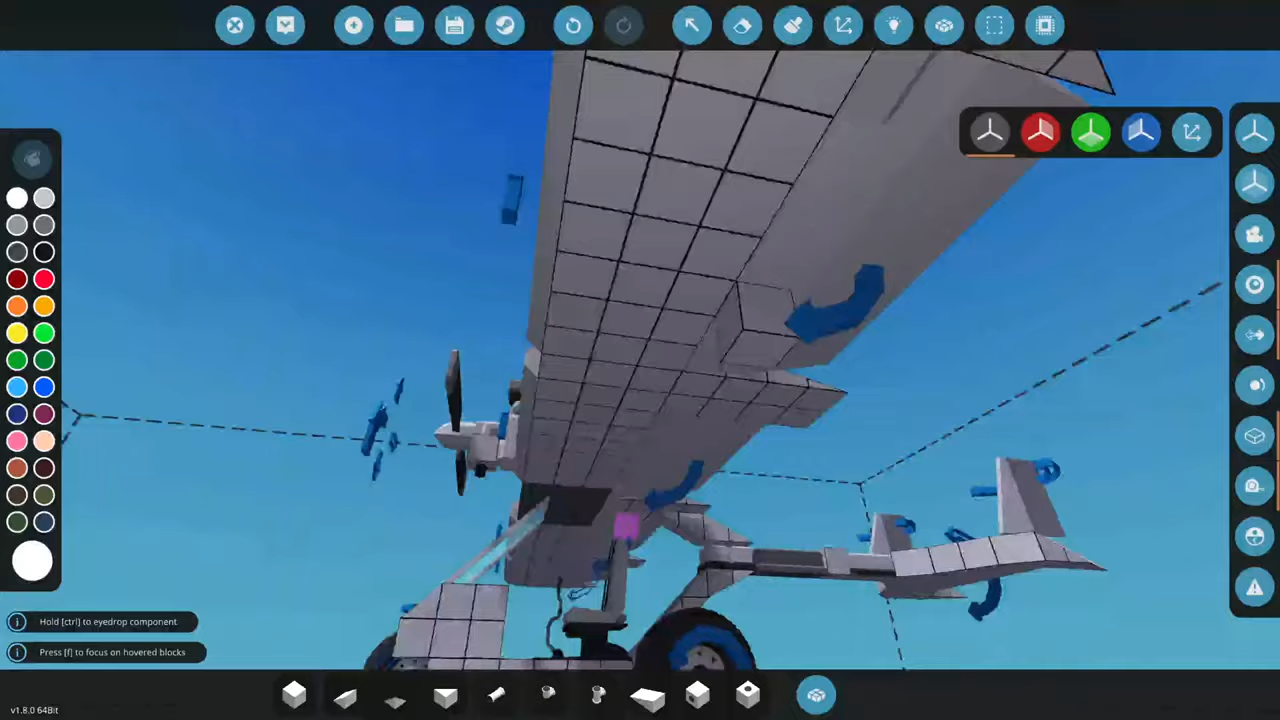 Hold [ctrl] to eyedrop component
Press [f] to focus on hovered blocks
v1.8.0 64Bit